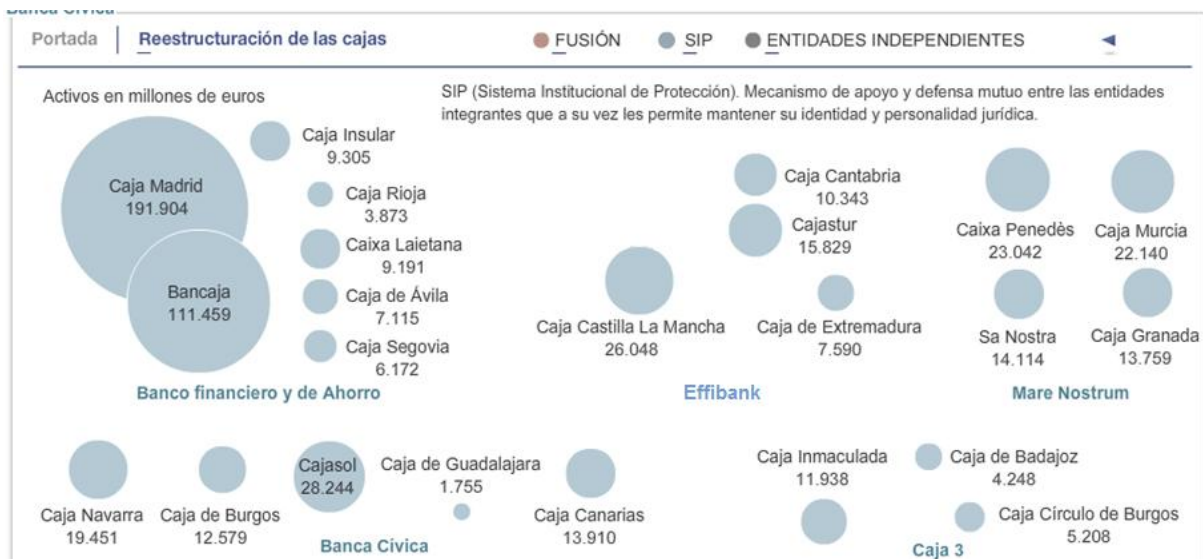 Banca Cívica
Portada
Reestructuración de las cajas
FUSIÓN
SIP
ENTIDADES INDEPENDIENTES
Activos en millones de euros
SIP (Sistema Institucional de Protección). Mecanismo de apoyo y defensa mutuo entre las entidades
integrantes que a su vez les permite mantener su identidad y personalidad jurídica.
Caja Madrid
191.904
Bancaja
111.459
Caja Insular
9.305
Caja Rioja
3.873
Caixa Laietana
9.191
Caja de Ávila
7.115
Caja Segovia
6.172
Banco financiero y de Ahorro
Caja Cantabria
10.343
Cajastur
15.829
Caja Castilla La Mancha
26.048
Caja de Extremadura
7.590
Effibank
Caixa Penedès
23.042
Caja Murcia
22.140
Sa Nostra
14.114
Caja Granada
13.759
Mare Nostrum
Caja Navarra
19.451
Caja de Burgos
12.579
Cajasol
28.244
Caja de Guadalajara
1.755
Caja Canarias
13.910
Banca Cívica
Caja Inmaculada
11.938
Caja de Badajoz
4.248
Caja Círculo de Burgos
5.208
Caja 3